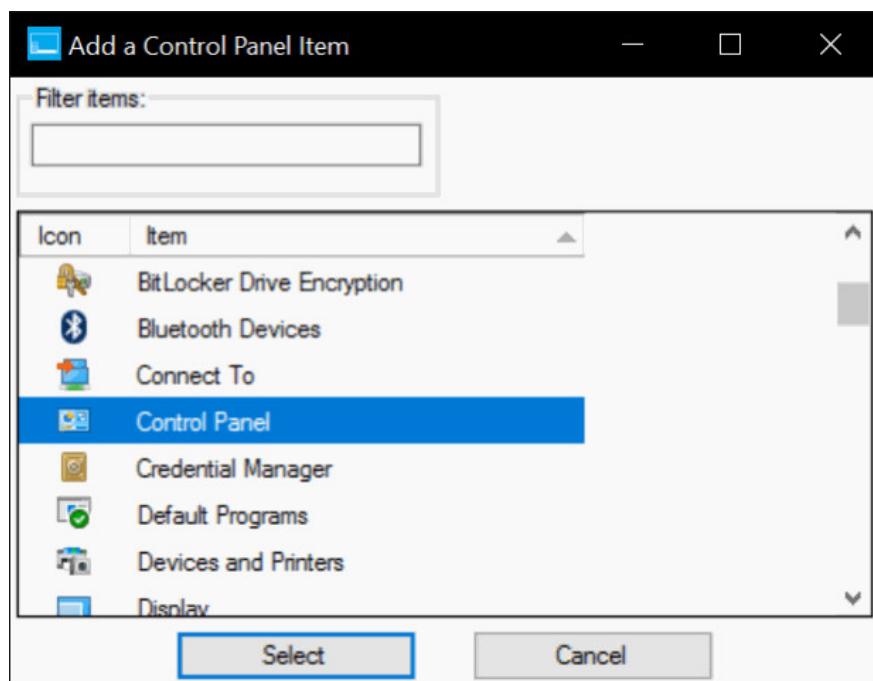 Add a Control Panel Item
Filter items:
Icon Item
BitLocker Drive Encryption
Bluetooth Devices
Connect To
Control Panel
Credential Manager
Default Programs
Devices and Printers
Display
Select Cancel